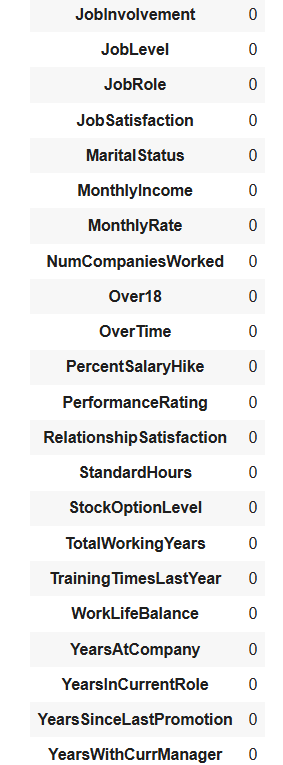 JobInvolvement 0
JobLevel 0
JobRole 0
JobSatisfaction 0
MaritalStatus 0
MonthlyIncome 0
MonthlyRate 0
NumCompaniesWorked 0
Over18 0
OverTime 0
PercentSalaryHike 0
PerformanceRating 0
RelationshipSatisfaction 0
StandardHours 0
StockOptionLevel 0
TotalWorkingYears 0
TrainingTimesLastYear 0
WorkLifeBalance 0
YearsAtCompany 0
YearsInCurrentRole 0
YearsSinceLastPromotion 0
YearsWithCurrManager 0